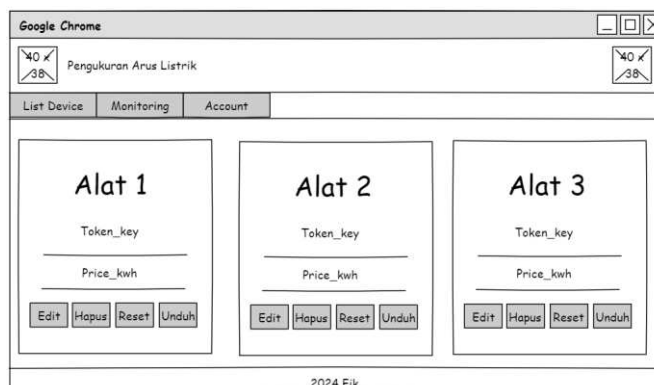 Google Chrome
40 x 38
Pengukuran Arus Listrik
40 x 38
List Device Monitoring Account
Alat 1
Token_key
Price_kwh
Edit Hapus Reset Unduh
Alat 2
Token_key
Price_kwh
Edit Hapus Reset Unduh
Alat 3
Token_key
Price_kwh
Edit Hapus Reset Unduh
2024 Fik